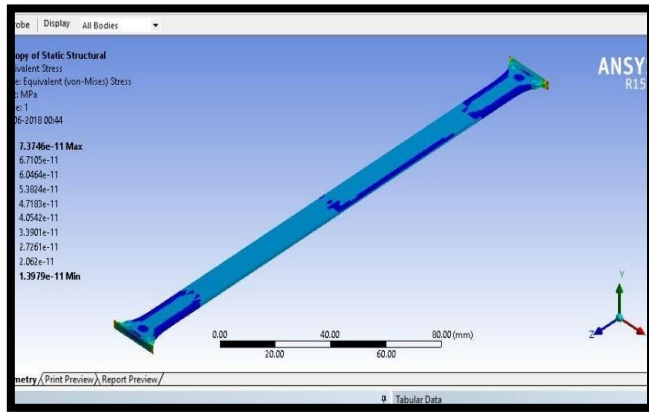 robe Display All Bodies
opy of Static Structural
ivalent Stress
e: Equivalent (von-Mises) Stress
: MPa
e: 1
06-2018 00:44
7.3746e-11 Max
6.7105e-11
6.0464e-11
5.3824e-11
4.7183e-11
4.0542e-11
3.3901e-11
2.7261e-11
2.062e-11
1.3979e-11 Min
ANSY
R15
Y
Z
0.00 40.00 80.00 (mm)
20.00 60.00
metry Print Preview Report Preview
Tabular Data